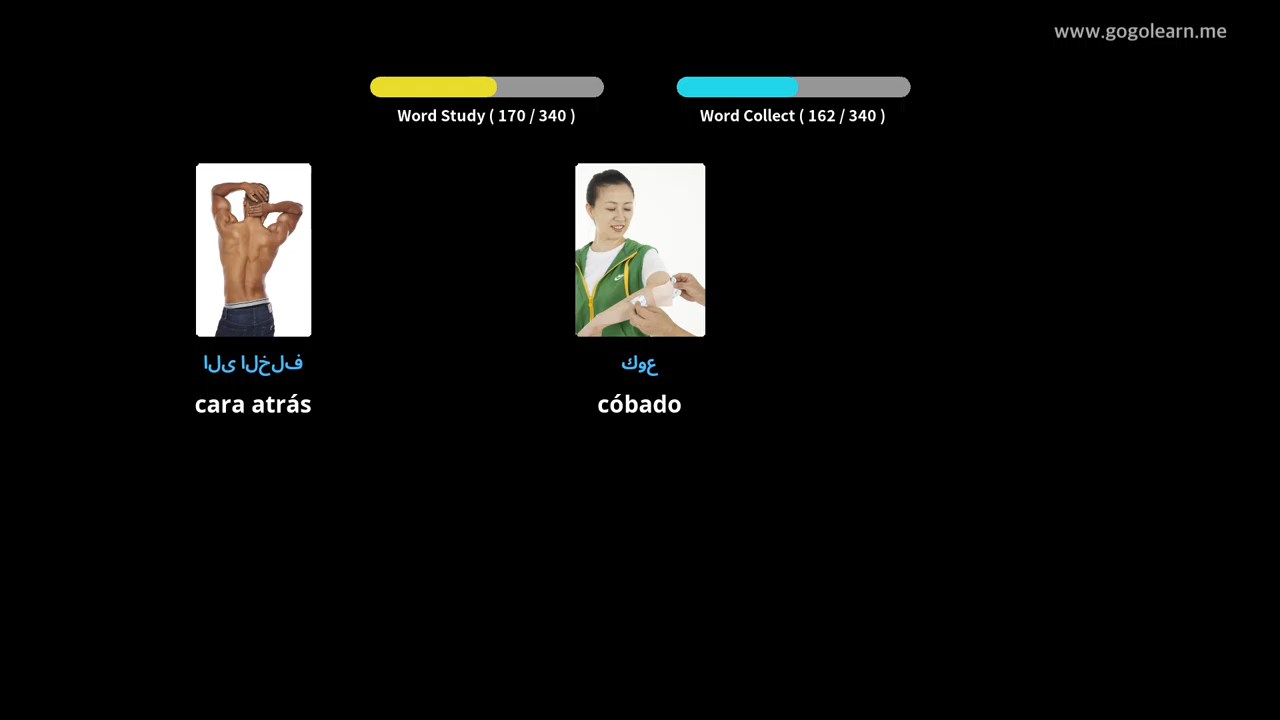 www.gogolearn.me
Word Study ( 170 / 340 )
Word Collect ( 162 / 340 )
الى الخلف
cara atrás
كوع
cóbado